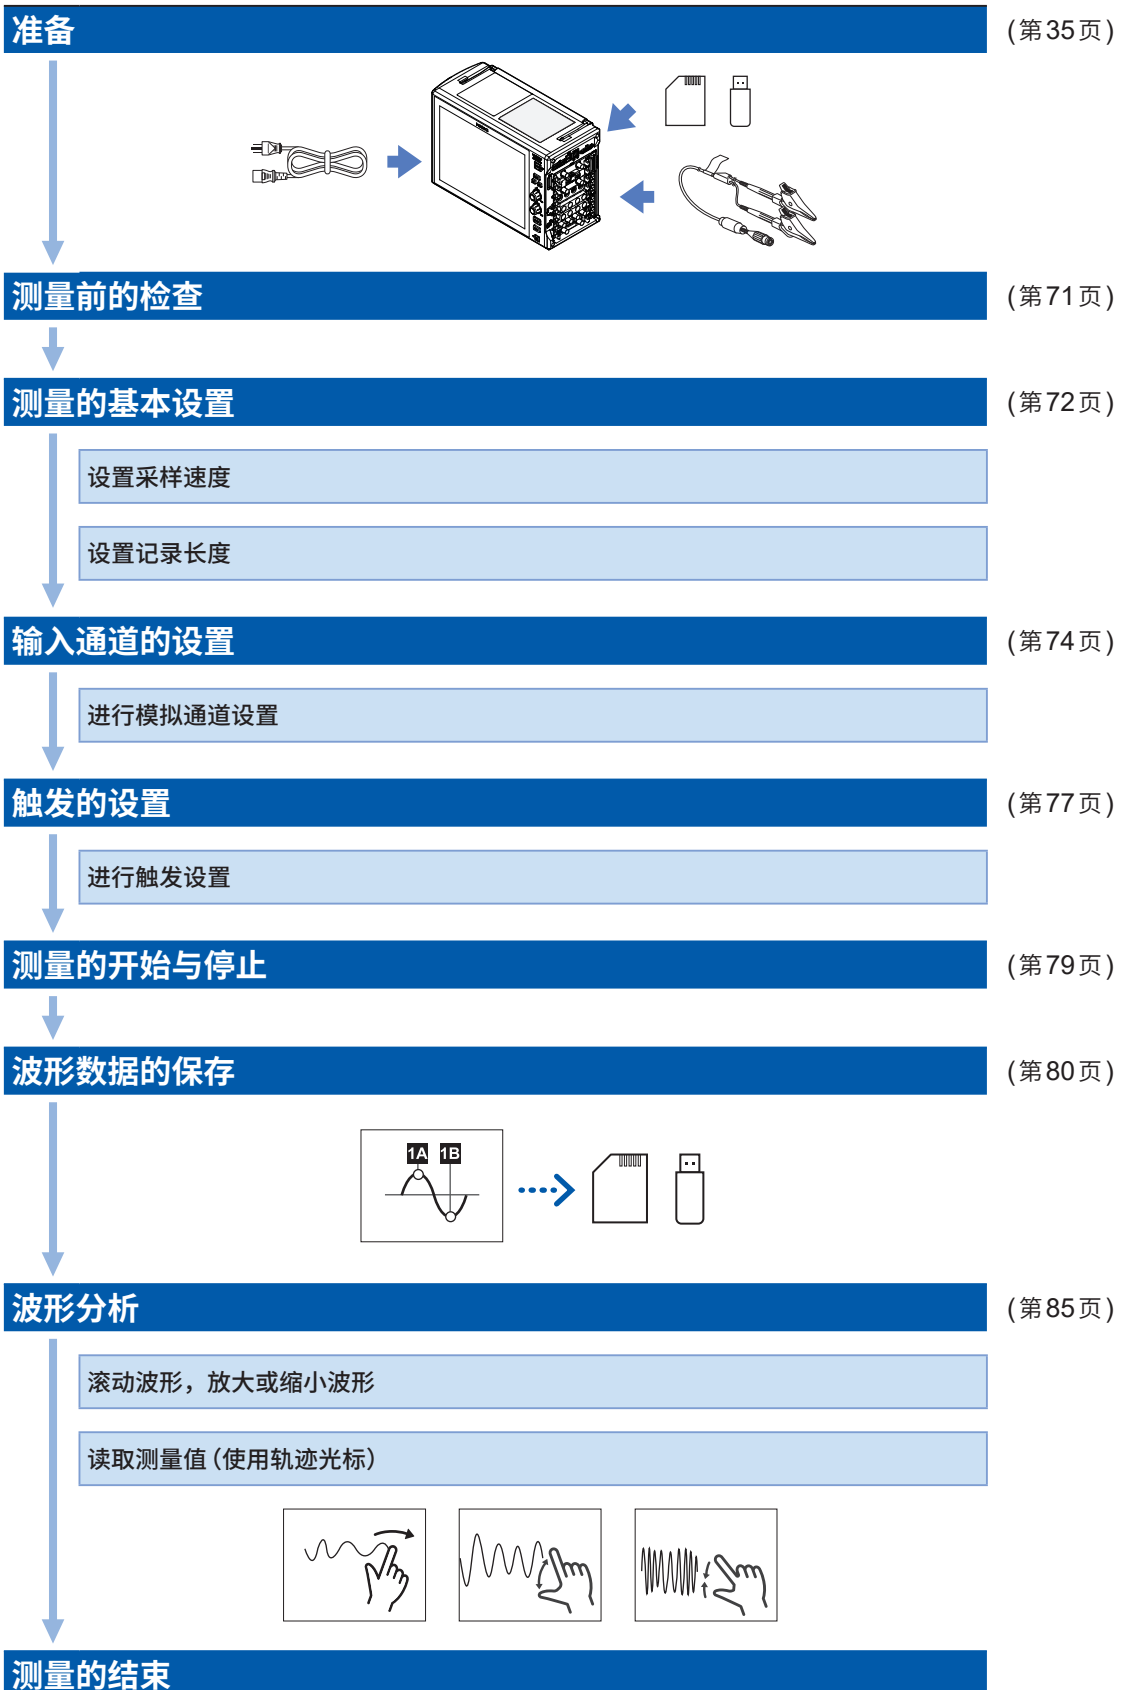 准备 (第35页)
测量前的检查 (第71页)
测量的基本设置 (第72页)
设置采样速度
设置记录长度
输入通道的设置 (第74页)
进行模拟通道设置
触发的设置 (第77页)
进行触发设置
测量的开始与停止 (第79页)
波形数据的保存 (第80页)
1A 1B
波形分析 (第85页)
滚动波形，放大或缩小波形
读取测量值（使用轨迹光标）
测量的结束